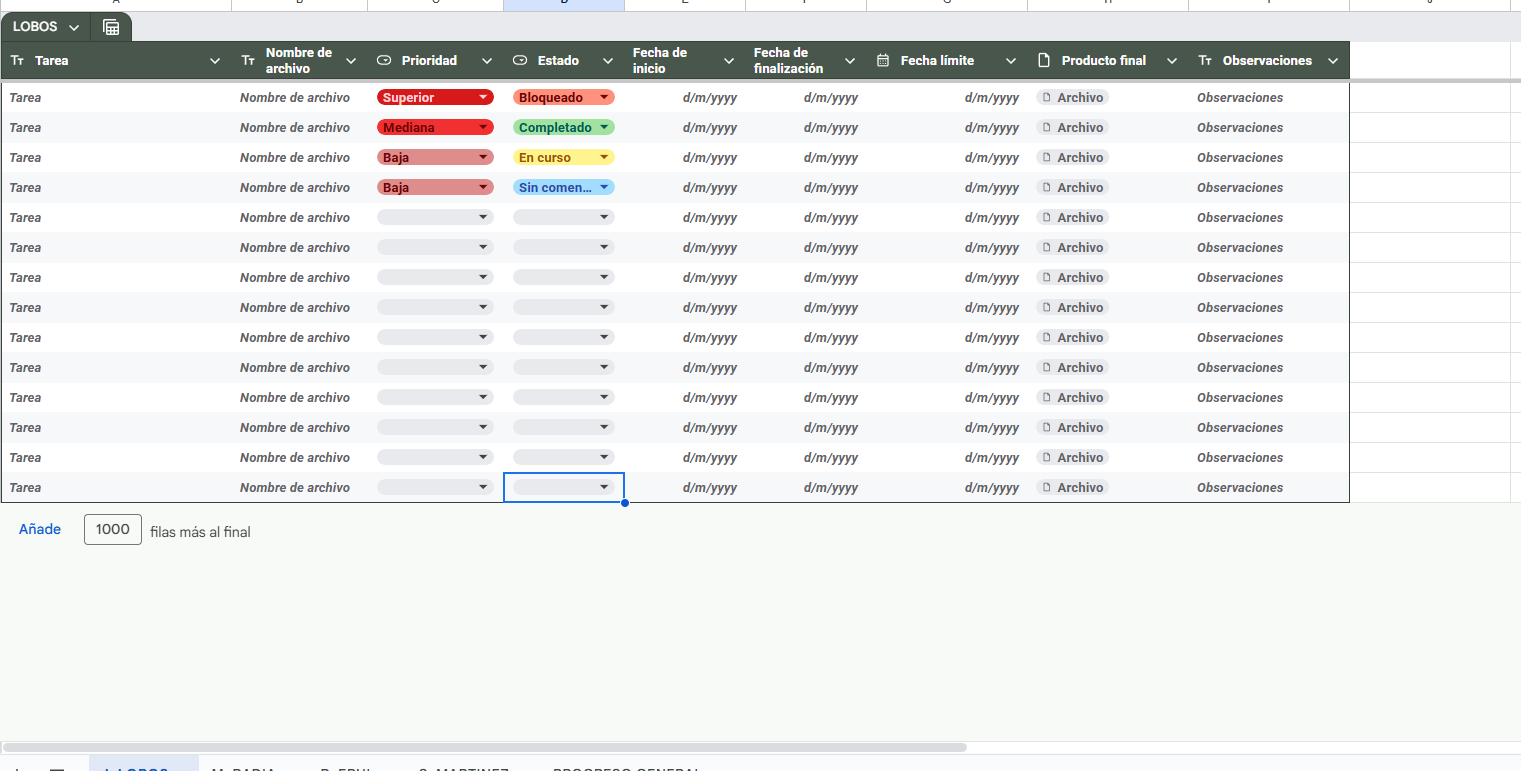 LOBOS
Tarea Nombre de archivo Prioridad Estado Fecha de inicio Fecha de finalización Fecha límite Producto final Observaciones
Tarea Nombre de archivo Superior Bloqueado d/m/yyyy d/m/yyyy d/m/yyyy Archivo Observaciones
Tarea Nombre de archivo Mediana Completado d/m/yyyy d/m/yyyy d/m/yyyy Archivo Observaciones
Tarea Nombre de archivo Baja En curso d/m/yyyy d/m/yyyy d/m/yyyy Archivo Observaciones
Tarea Nombre de archivo Baja Sin comen... d/m/yyyy d/m/yyyy d/m/yyyy Archivo Observaciones
Tarea Nombre de archivo d/m/yyyy d/m/yyyy d/m/yyyy Archivo Observaciones
Tarea Nombre de archivo d/m/yyyy d/m/yyyy d/m/yyyy Archivo Observaciones
Tarea Nombre de archivo d/m/yyyy d/m/yyyy d/m/yyyy Archivo Observaciones
Tarea Nombre de archivo d/m/yyyy d/m/yyyy d/m/yyyy Archivo Observaciones
Tarea Nombre de archivo d/m/yyyy d/m/yyyy d/m/yyyy Archivo Observaciones
Tarea Nombre de archivo d/m/yyyy d/m/yyyy d/m/yyyy Archivo Observaciones
Tarea Nombre de archivo d/m/yyyy d/m/yyyy d/m/yyyy Archivo Observaciones
Tarea Nombre de archivo d/m/yyyy d/m/yyyy d/m/yyyy Archivo Observaciones
Tarea Nombre de archivo d/m/yyyy d/m/yyyy d/m/yyyy Archivo Observaciones
Tarea Nombre de archivo d/m/yyyy d/m/yyyy d/m/yyyy Archivo Observaciones
Añade 1000 filas más al final
LOBOS MARTINEZ PROGRESO GENERAL